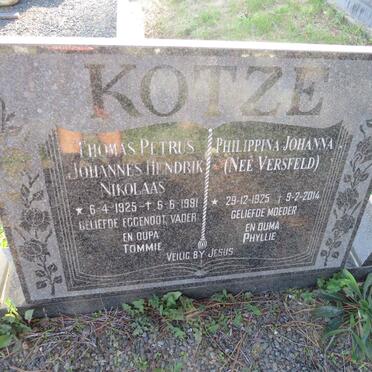 KOTZE
THOMAS PETRUS
JOHANNES HENDRIK
NIKOLAAS
★ 6-4-1925 - † 6-6-1991
GELIEFDE EGGENOOT, VADER
EN OUPA
TOMMIE
PHILIPPINA JOHANNA
(NEE VERSFELD)
29-12-1925 - 9-2-2014
GELIEFDE MOEDER
EN OUMA
PHYLLIE
VEILIG BY JESUS